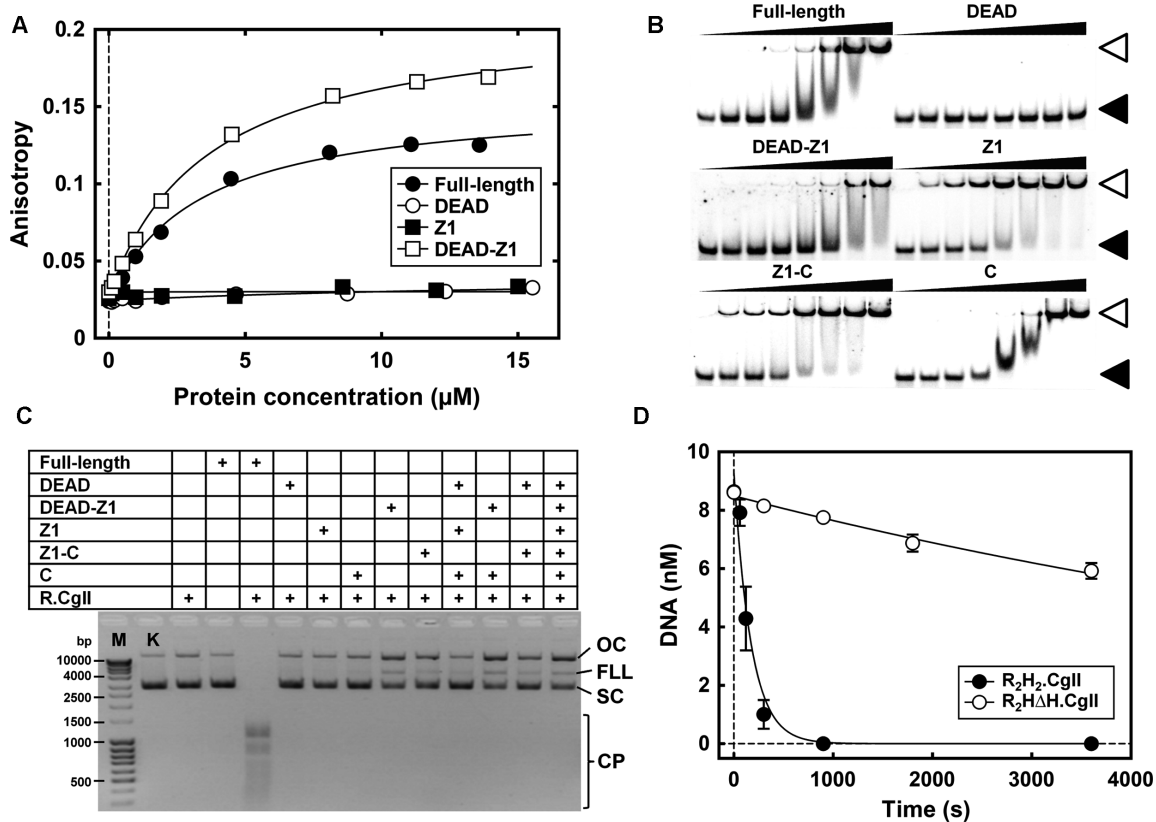 A
0.2
0.15
0.1
0.05
0
Anisotropy
0
5
10
15
Protein concentration (µM)
Full-length
DEAD
Z1
DEAD-Z1
B
Full-length
DEAD
DEAD-Z1
Z1
Z1-C
C
C
Full-length + +
DEAD + + + +
DEAD-Z1 + + +
Z1 + + +
Z1-C + + +
C + + + +
R.CglI + + + + + + + + + + +
bp
M
K
10000
4000
2500
1500
1000
500
OC
FLL
SC
CP
D
10
8
6
4
2
0
DNA (nM)
0
1000
2000
3000
4000
Time (s)
R₂H₂.CglI
R₂HΔH.CglI